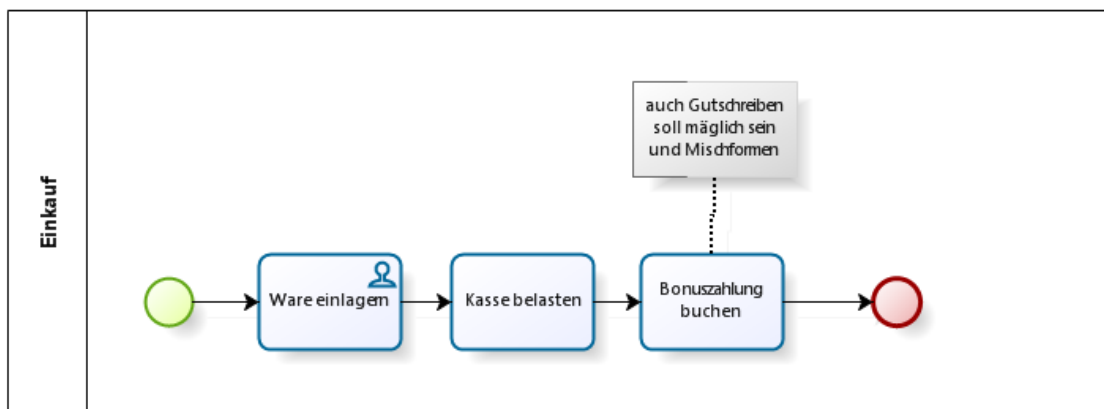 Einkauf
auch Gutschreiben
soll mäglich sein
und Mischformen
Ware einlagern
Kasse belasten
Bonuszahlung
buchen